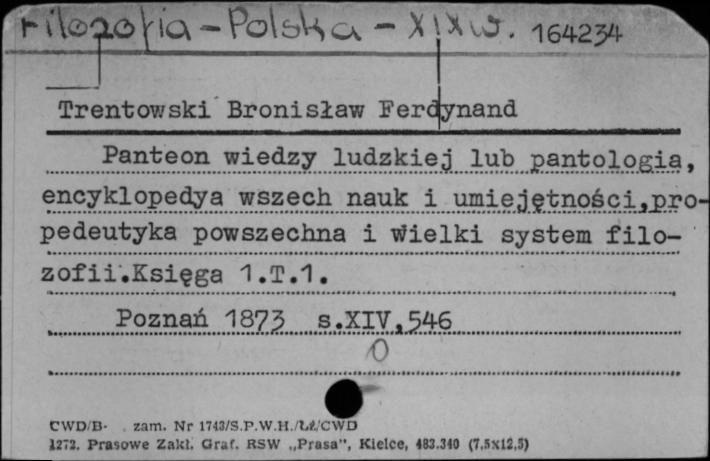 Filozofia – Polska – XIX w. 164234
Trentowski Bronisław Ferdynand
Panteon wiedzy ludzkiej lub pantologia,
encyklopedya wszech nauk i umiejętności,pro-
pedeutyka powszechna i wielki system filo-
zofii.Księga 1.T.1.
Poznań 1873 s.XIV,546
0
CWD/B- zam. Nr 1743/S.P.W.H./Lł/CWD
1272. Prasowe Zakł. Graf. RSW „Prasa", Kielce, 483.340 (7,5x12,5)